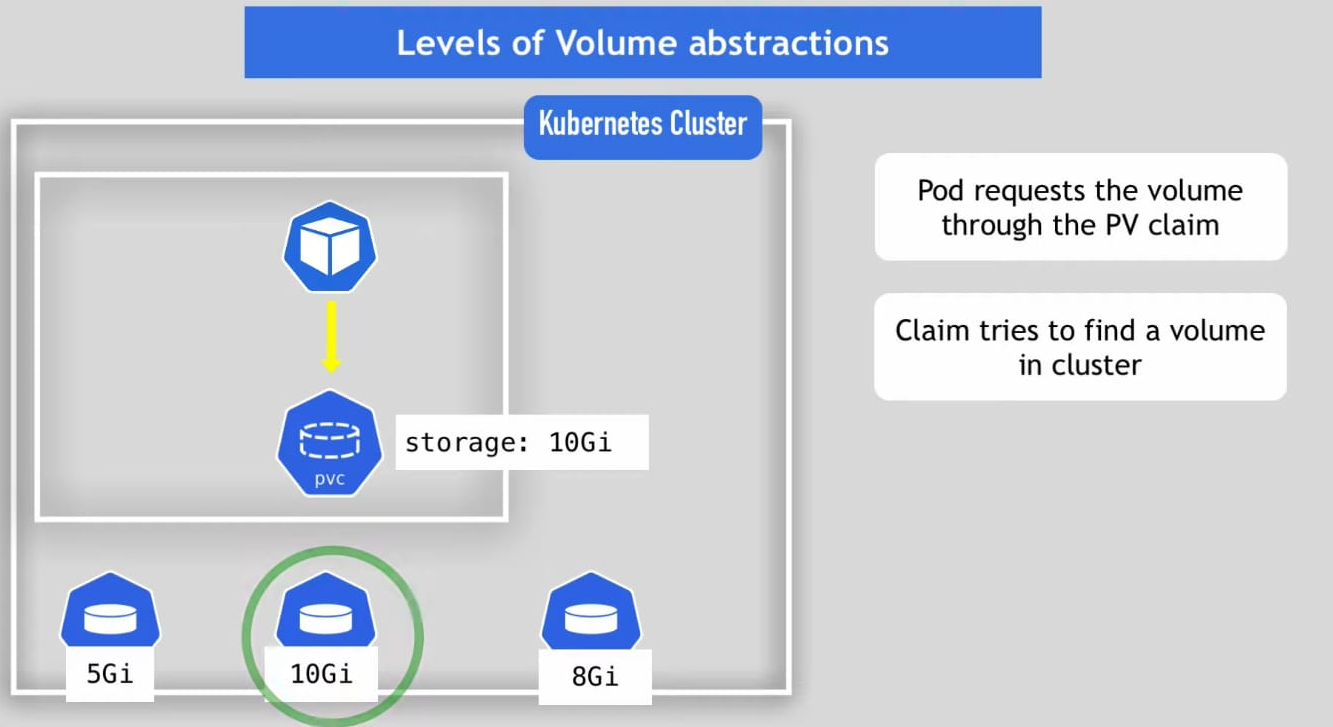 Levels of Volume abstractions
Kubernetes Cluster
Pod requests the volume
through the PV claim
Claim tries to find a volume
in cluster
storage: 10Gi
pvc
5Gi
10Gi
8Gi